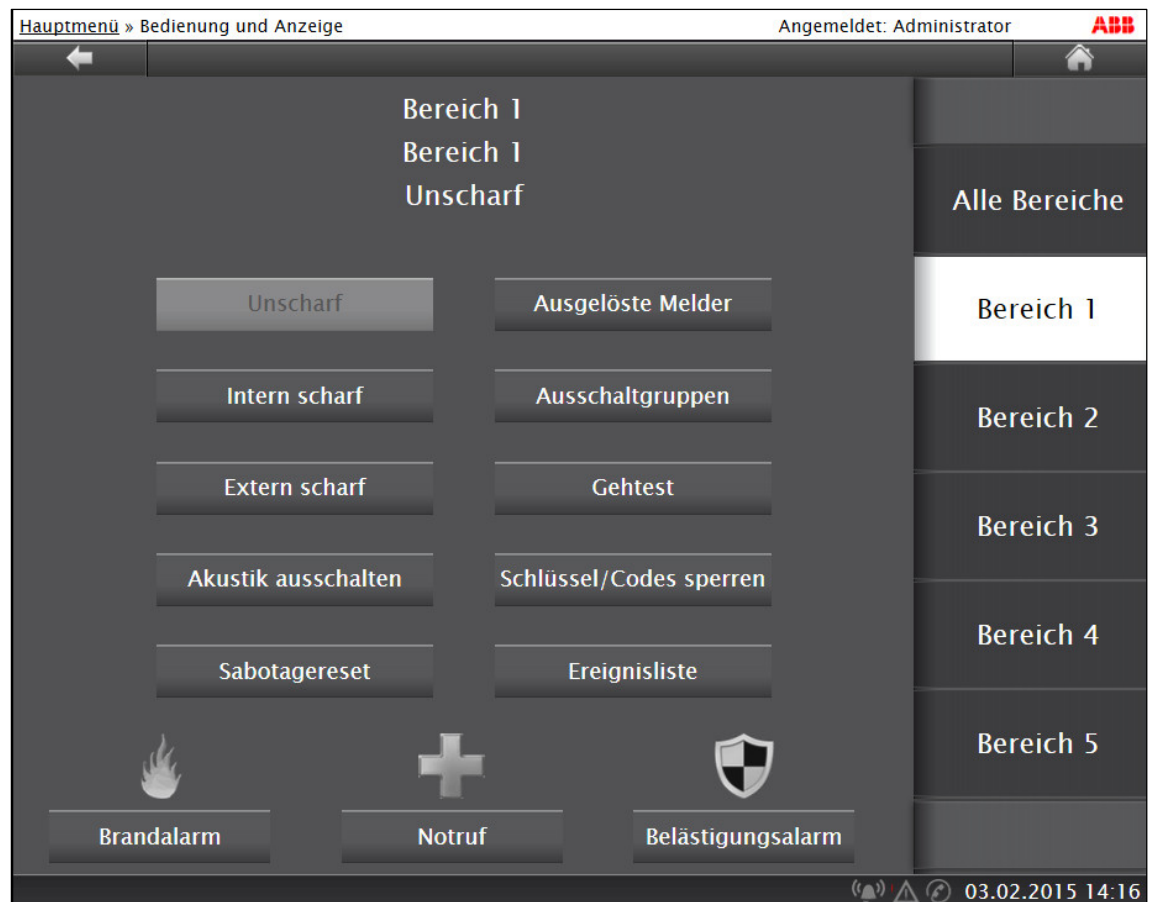 Hauptmenü » Bedienung und Anzeige Angemeldet: Administrator ABB
Bereich 1
Bereich 1
Unscharf
Unscharf Ausgelöste Melder
Intern scharf Ausschaltgruppen
Extern scharf Gehtest
Akustik ausschalten Schlüssel/Codes sperren
Sabotagereset Ereignisliste
Brandalarm Notruf Belästigungsalarm
Alle Bereiche
Bereich 1
Bereich 2
Bereich 3
Bereich 4
Bereich 5
03.02.2015 14:16